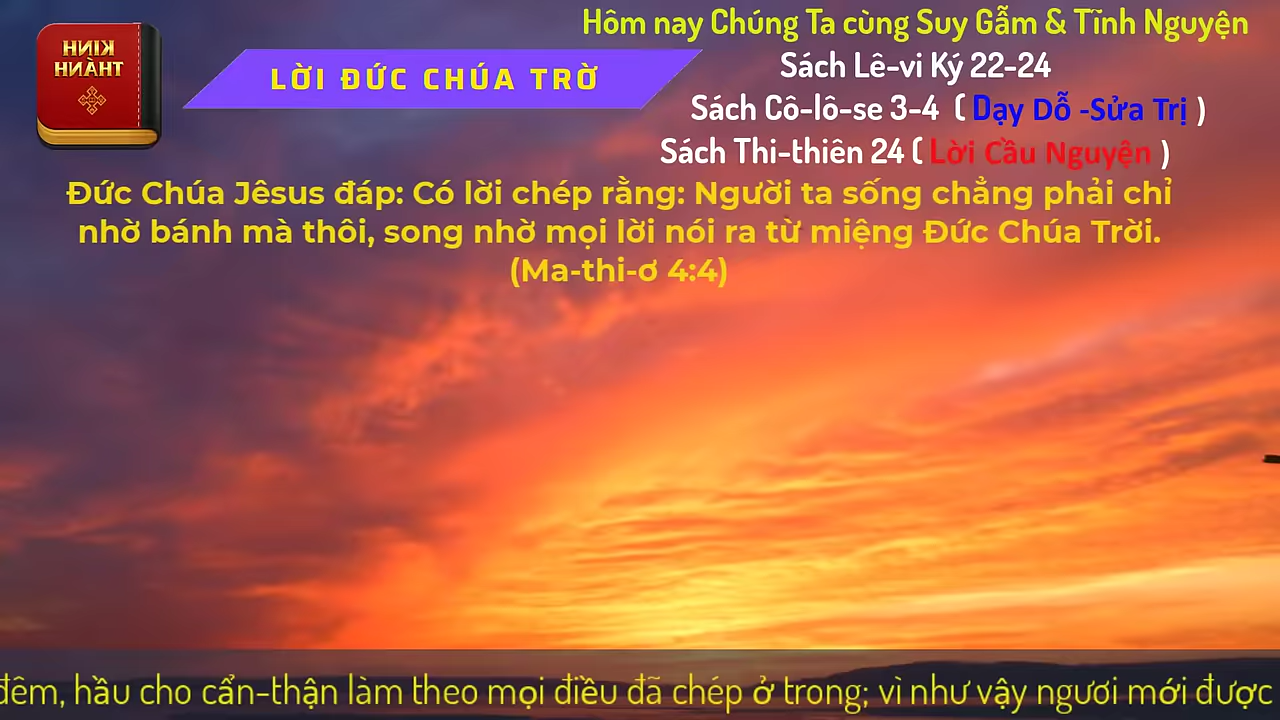 KINH
THÁNH
LỜI ĐỨC CHÚA TRỜ
Hôm nay Chúng Ta cùng Suy Gẫm & Tĩnh Nguyện
Sách Lê-vi Ký 22-24
Sách Cô-lô-se 3-4 ( Dạy Dỗ -Sửa Trị )
Sách Thi-thiên 24 ( Lời Cầu Nguyện )
Đức Chúa Jêsus đáp: Có lời chép rằng: Người ta sống chẳng phải chỉ
nhờ bánh mà thôi, song nhờ mọi lời nói ra từ miệng Đức Chúa Trời.
(Ma-thi-ơ 4:4)
đêm, hầu cho cẩn-thận làm theo mọi điều đã chép ở trong; vì như vậy ngươi mới được